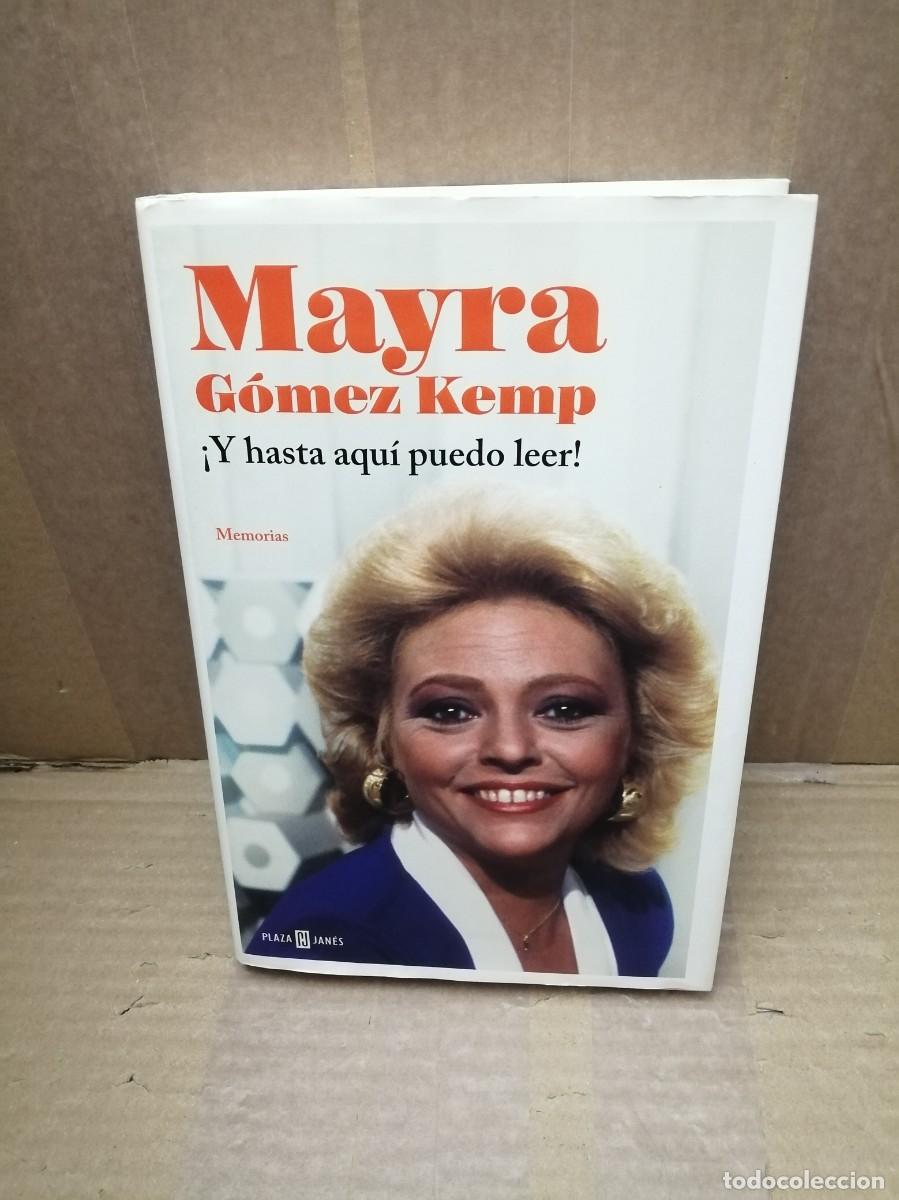 Mayra
Gómez Kemp
¡Y hasta aquí puedo leer!
Memorias
PLAZA JANÉS
todocoleccion